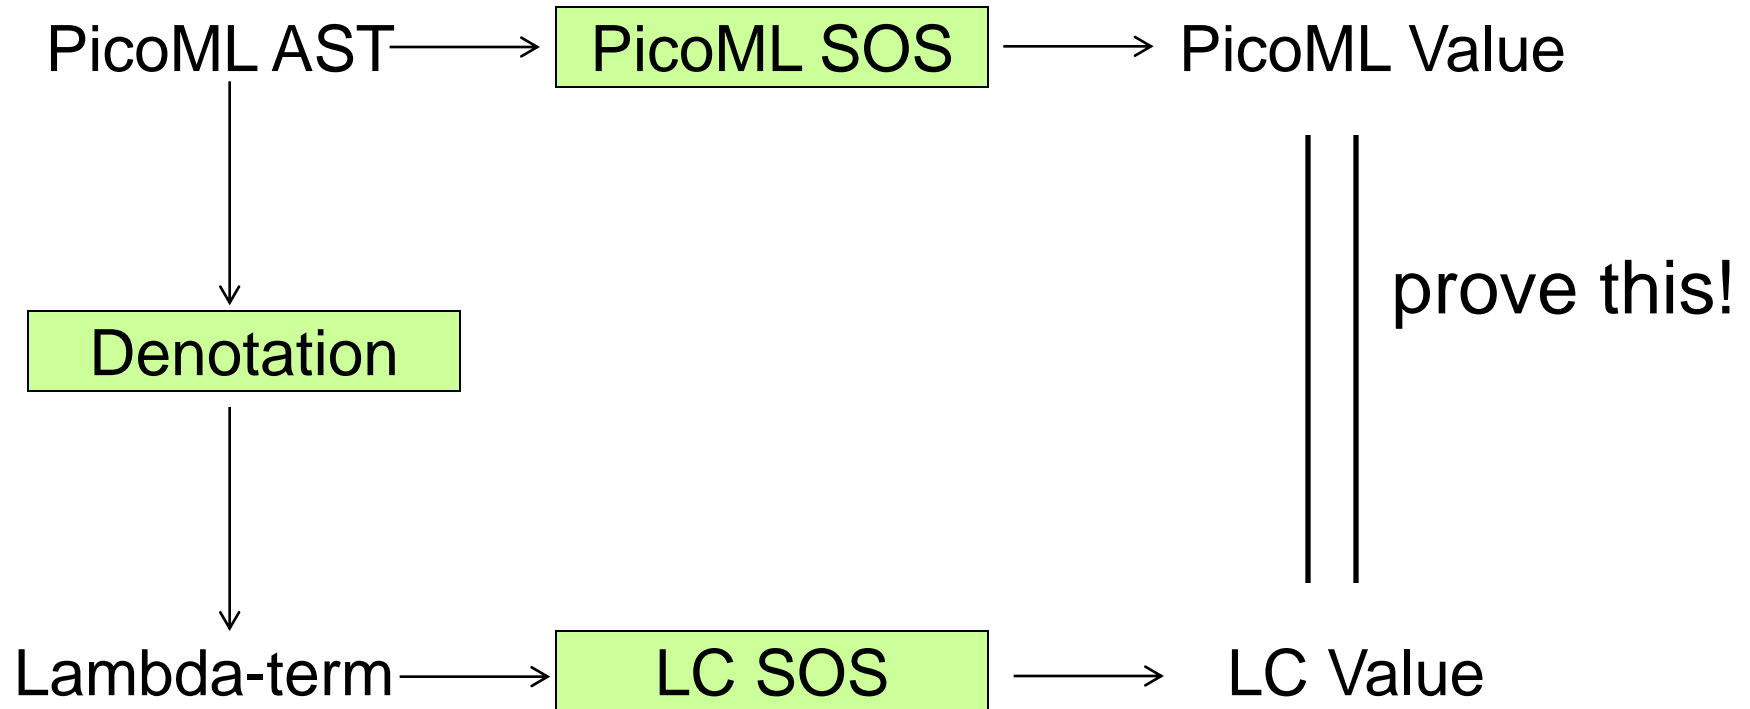 PicoML AST
PicoML SOS
PicoML Value
prove this!
Denotation
Lambda-term
LC SOS
LC Value